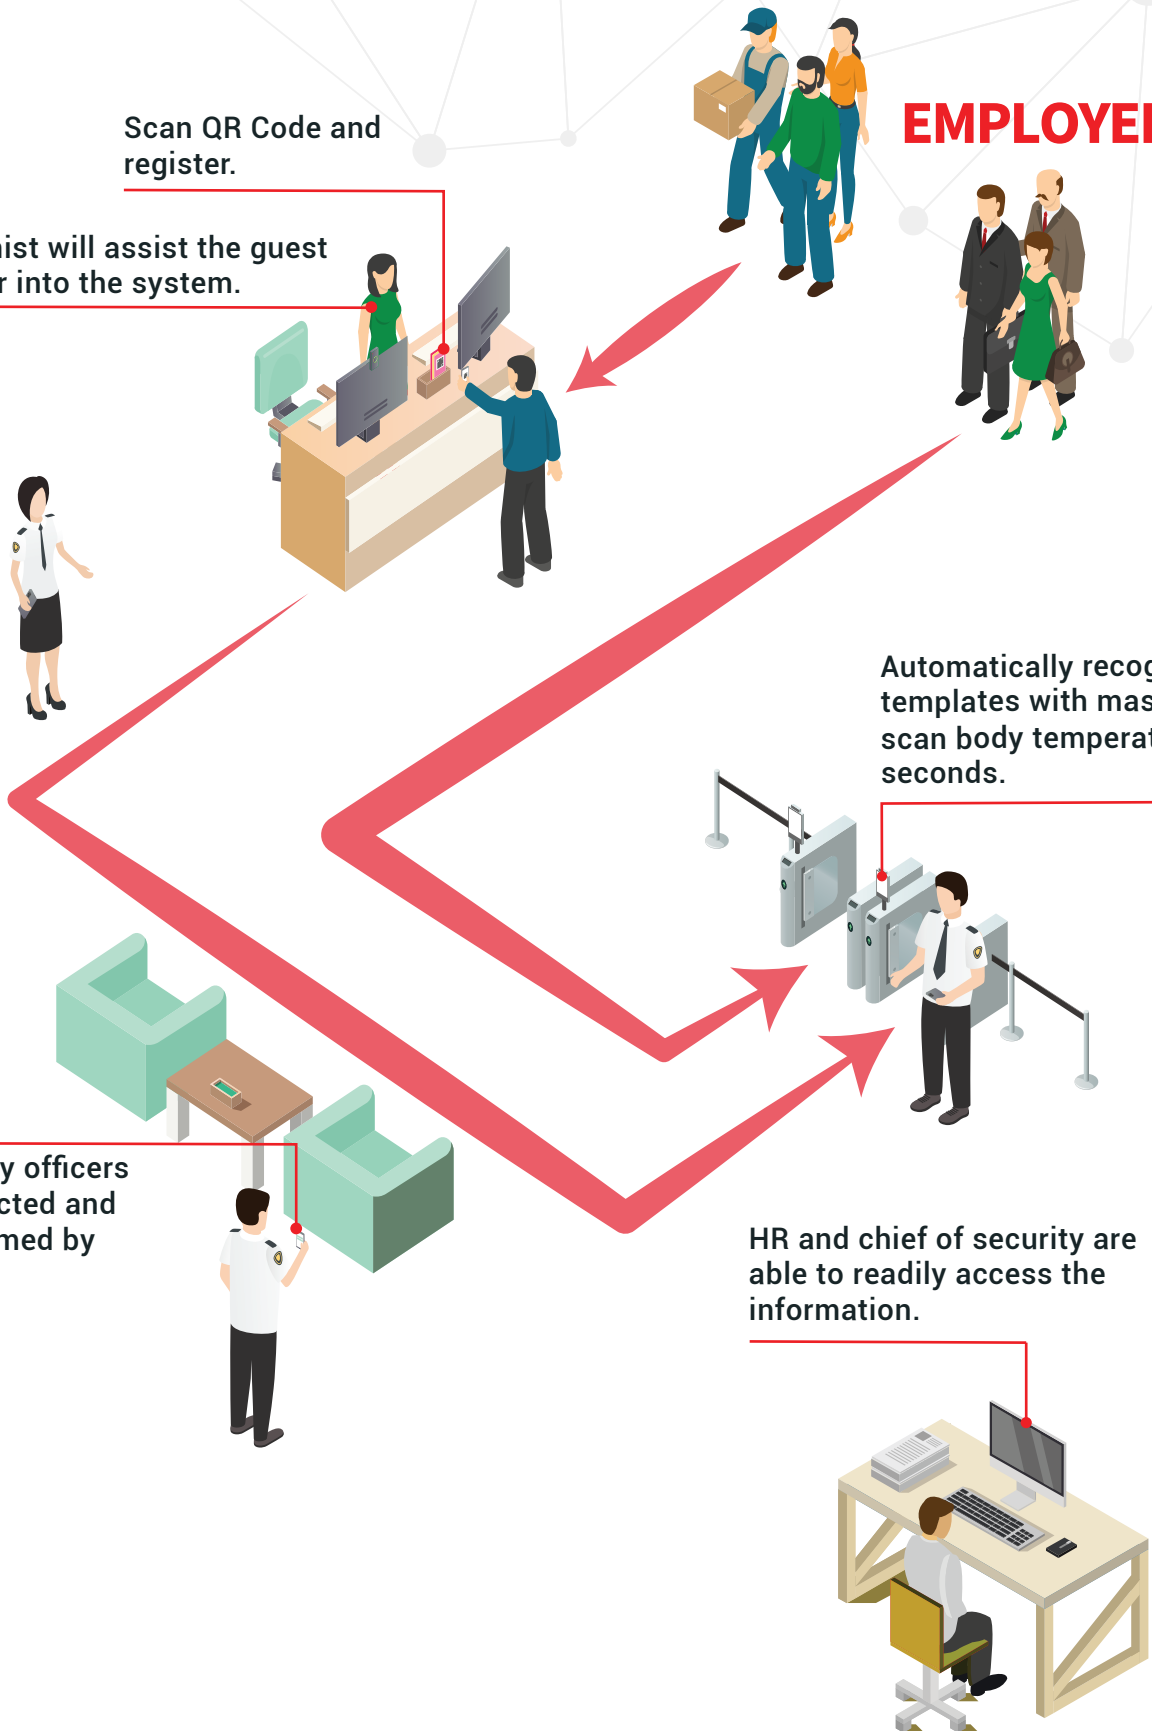 EMPLOYEE
Scan QR Code and
register.
will assist the guest
into the system.
Automatically
templates with
scan body
seconds.
officers
and
by
HR and chief of security are
able to readily access the
information.